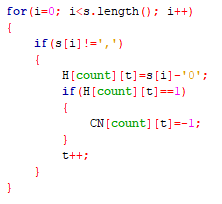 for(i=0; i<s.length(); i++)
{
if(s[i]!=',')
{
H[count][t]=s[i]-'0';
if(H[count][t]==1)
{
CN[count][t]=-1;
}
t++;
}
}